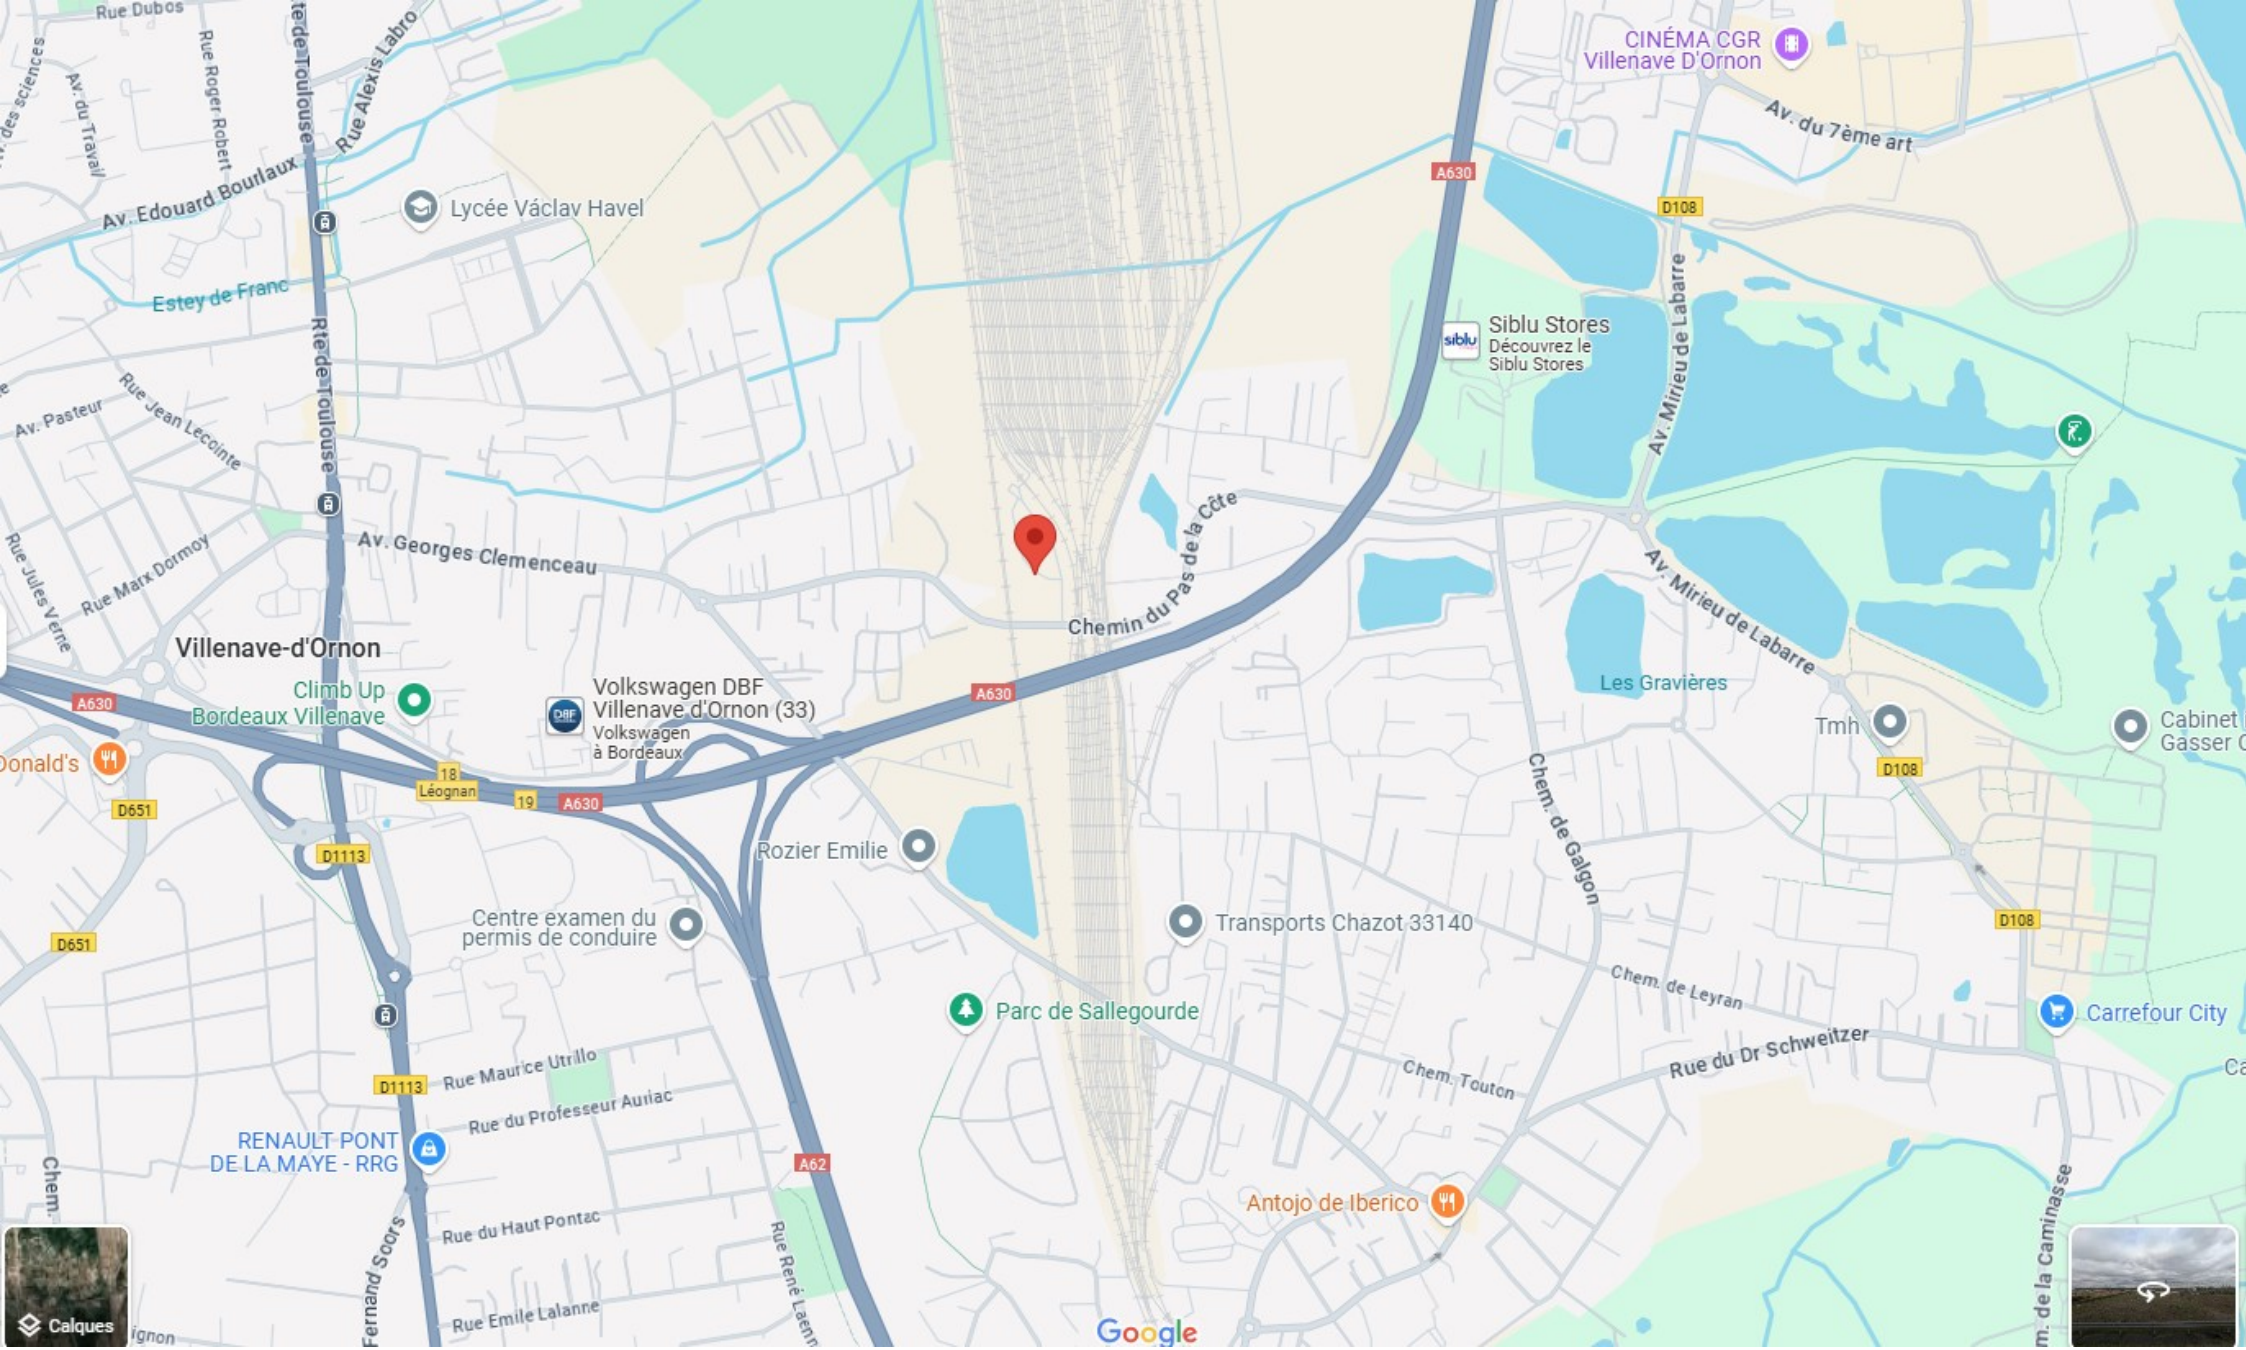 Rue Dubos
Av. des sciences
Av. du Travail
Rue Roger Robert
te de Toulouse
Rue Alexis Labro
Av. Edouard Bourlaux
Lycée Václav Havel
Estey de Franc
Rte de Toulouse
CINÉMA CGR
Villenave D'Ornon
Av. du 7ème art
A630
D108
Siblu Stores
Découvrez le
Siblu Stores
siblu
Av. Mirieu de Labarre
Av. Pasteur
Rue Jean Lecointe
Rue Jules Verne
Rue Marx Dormoy
Av. Georges Clemenceau
Chemin du Pas de la Côte
Av. Mirieu de Labarre
Villenave-d'Ornon
Climb Up
Bordeaux Villenave
A630
Donald's
D651
D651
18
Léognan
19
A630
A630
DBF
Volkswagen DBF
Villenave d'Ornon (33)
Volkswagen
à Bordeaux
D1113
Rozier Emilie
Les Gravières
Tmh
D108
Cabinet
Gasser C
Chem. de Galgon
Centre examen du
permis de conduire
Transports Chazot 33140
D108
Chem. de Leyran
Parc de Sallegourde
Carrefour City
Rue du Dr Schweitzer
Chem. Touton
Ca
D1113
Rue Maurice Utrillo
Rue du Professeur Auriac
RENAULT PONT
DE LA MAYE - RRG
A62
Antojo de Iberico
Chem.
Rue du Haut Pontac
Rue René Laenn
Fernand Soors
Rue Emile Lalanne
m. de la Caminasse
Calques
ignon
Google